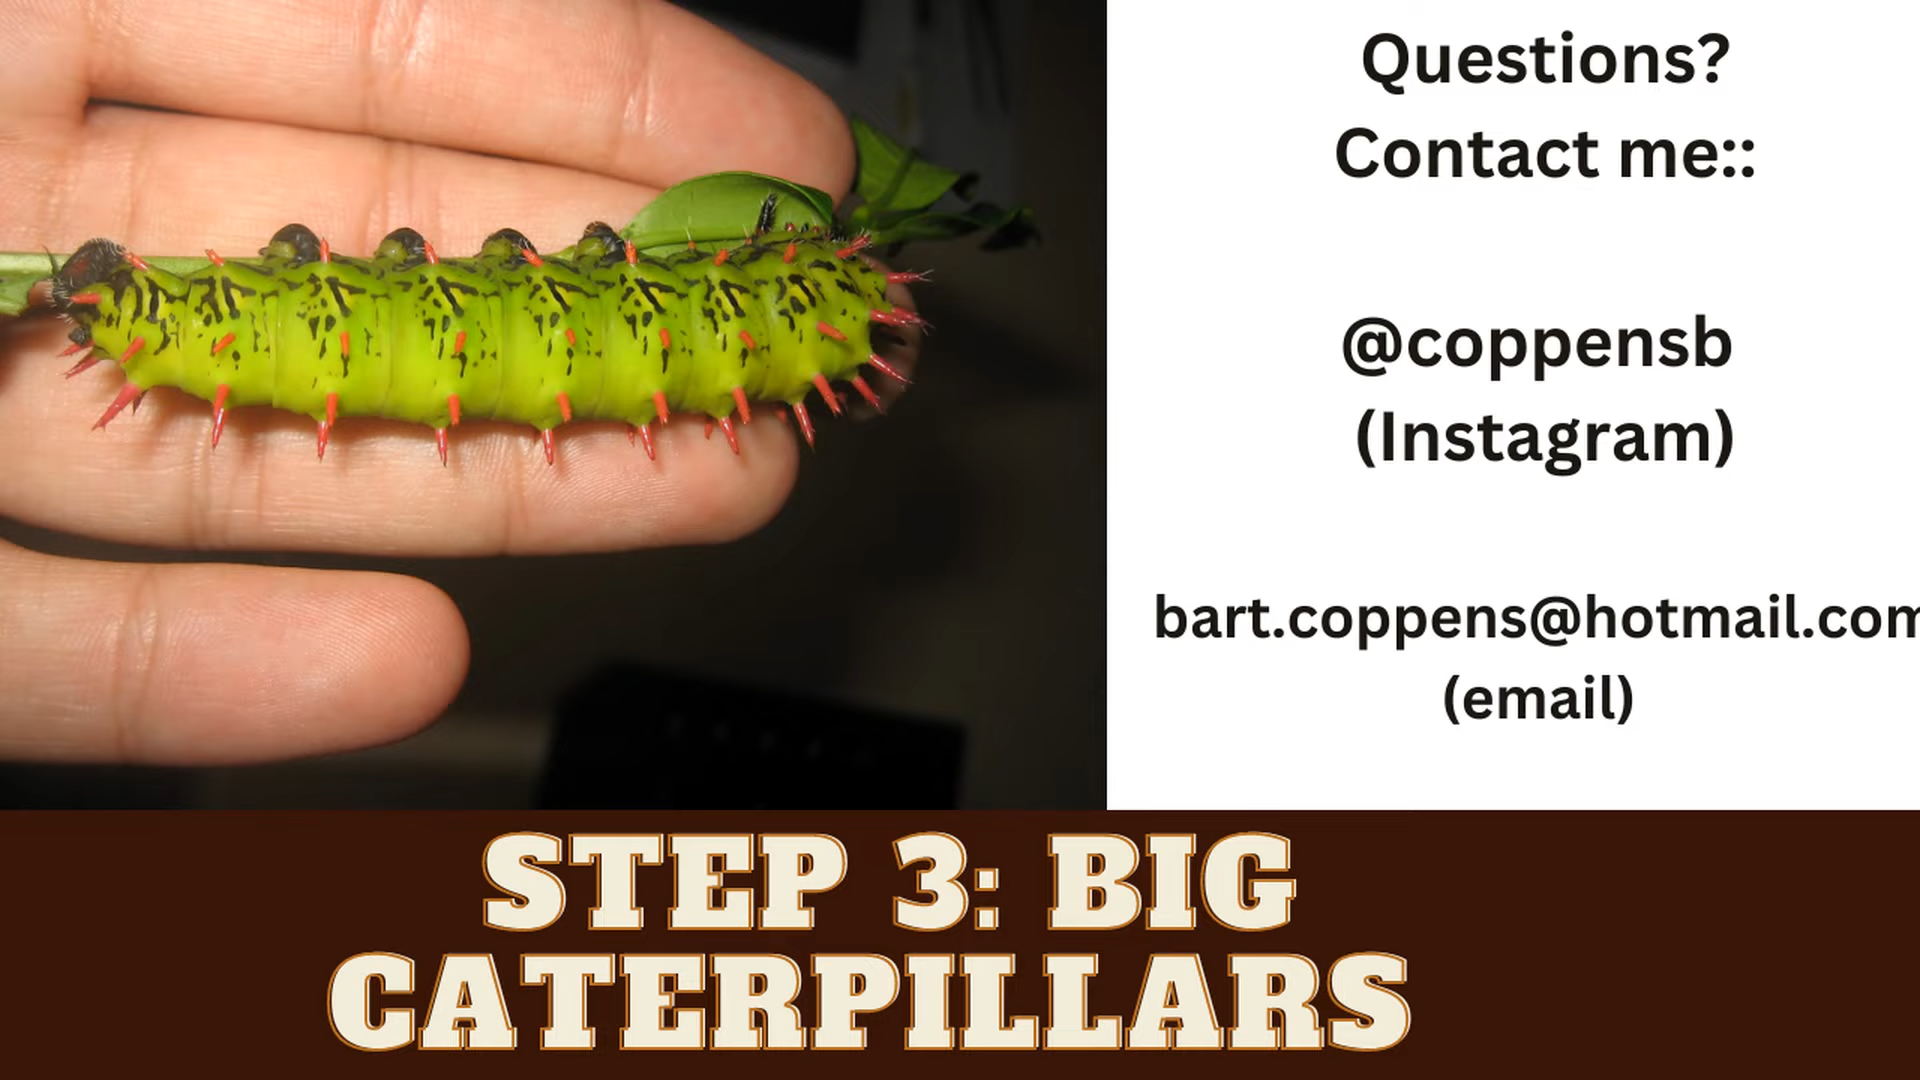 Questions?
Contact me::
@coppensb
(Instagram)
bart.coppens@hotmail.com
(email)
STEP 3: BIG
CATERPILLARS